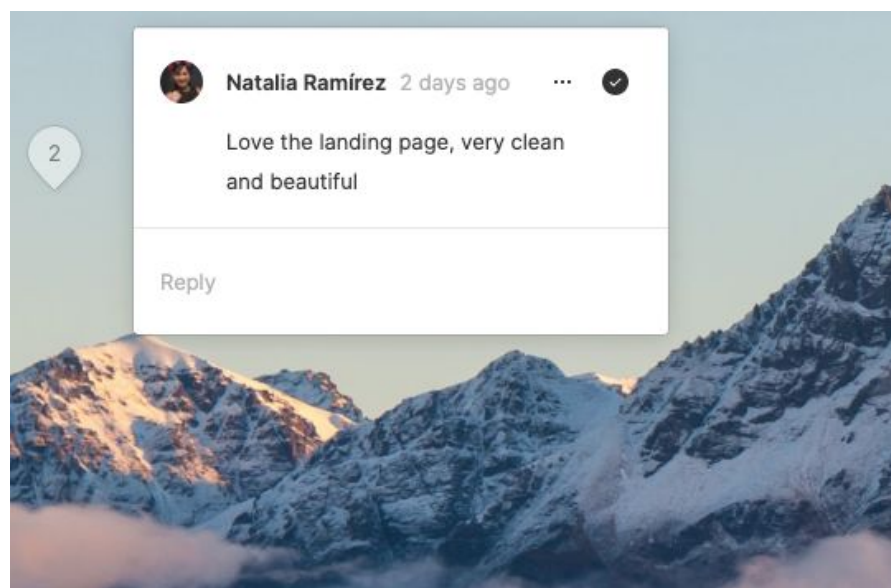 Natalia Ramírez 2 days ago ...
2
Love the landing page, very clean
and beautiful
Reply